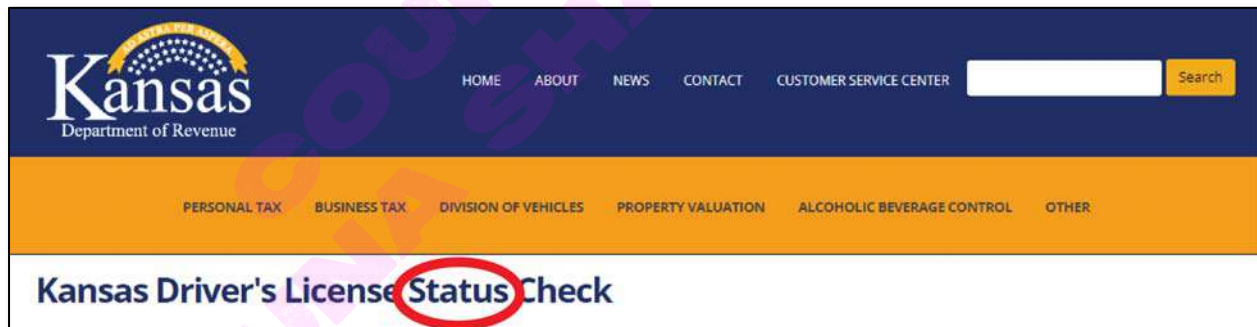 AD ASTRA PER ASPERA
Kansas
Department of Revenue
HOME ABOUT NEWS CONTACT CUSTOMER SERVICE CENTER Search
PERSONAL TAX BUSINESS TAX DIVISION OF VEHICLES PROPERTY VALUATION ALCOHOLIC BEVERAGE CONTROL OTHER
Kansas Driver's License Status Check